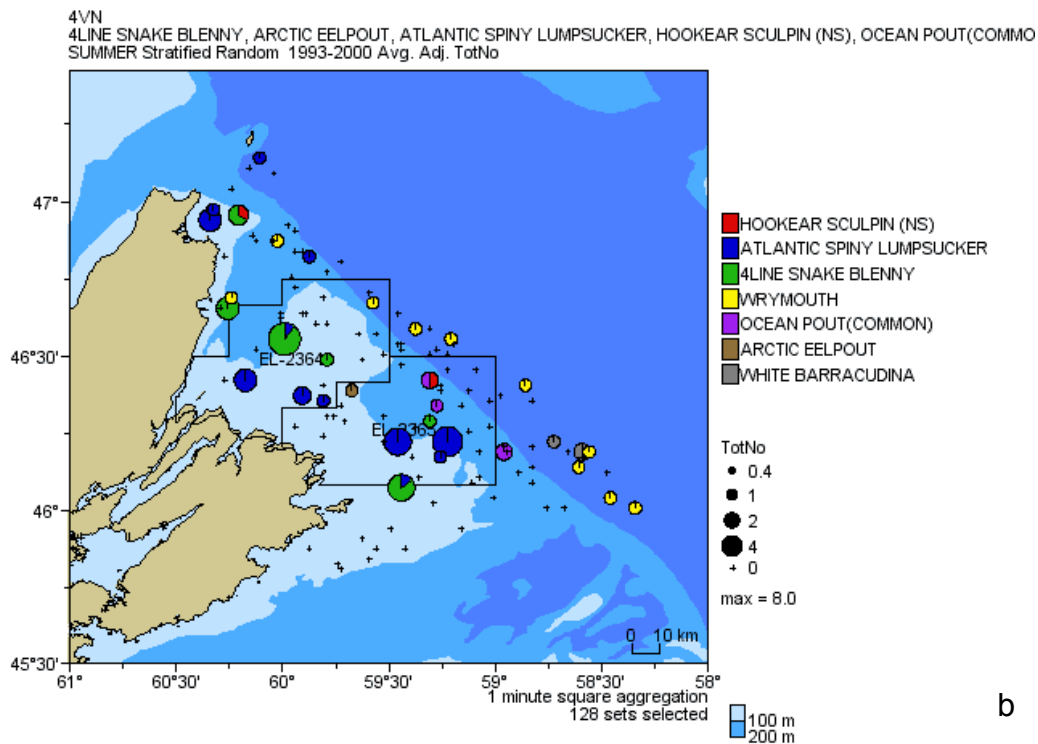 4VN
4LINE SNAKE BLENNY, ARCTIC EELPOUT, ATLANTIC SPINY LUMPSUCKER, HOOKEAR SCULPIN (NS), OCEAN POUT(COMMO
SUMMER Stratified Random 1993-2000 Avg. Adj. TotNo
47°
46°30'
46°
45°30'
61°
60°30'
60°
59°30'
59°
58°30'
58°
EL-2364
EL-2365
0 10 km
HOOKEAR SCULPIN (NS)
ATLANTIC SPINY LUMPSUCKER
4LINE SNAKE BLENNY
WRYMOUTH
OCEAN POUT(COMMON)
ARCTIC EELPOUT
WHITE BARRACUDINA
TotNo
0.4
1
2
4
0
max = 8.0
1 minute square aggregation
128 sets selected
100 m
200 m
b